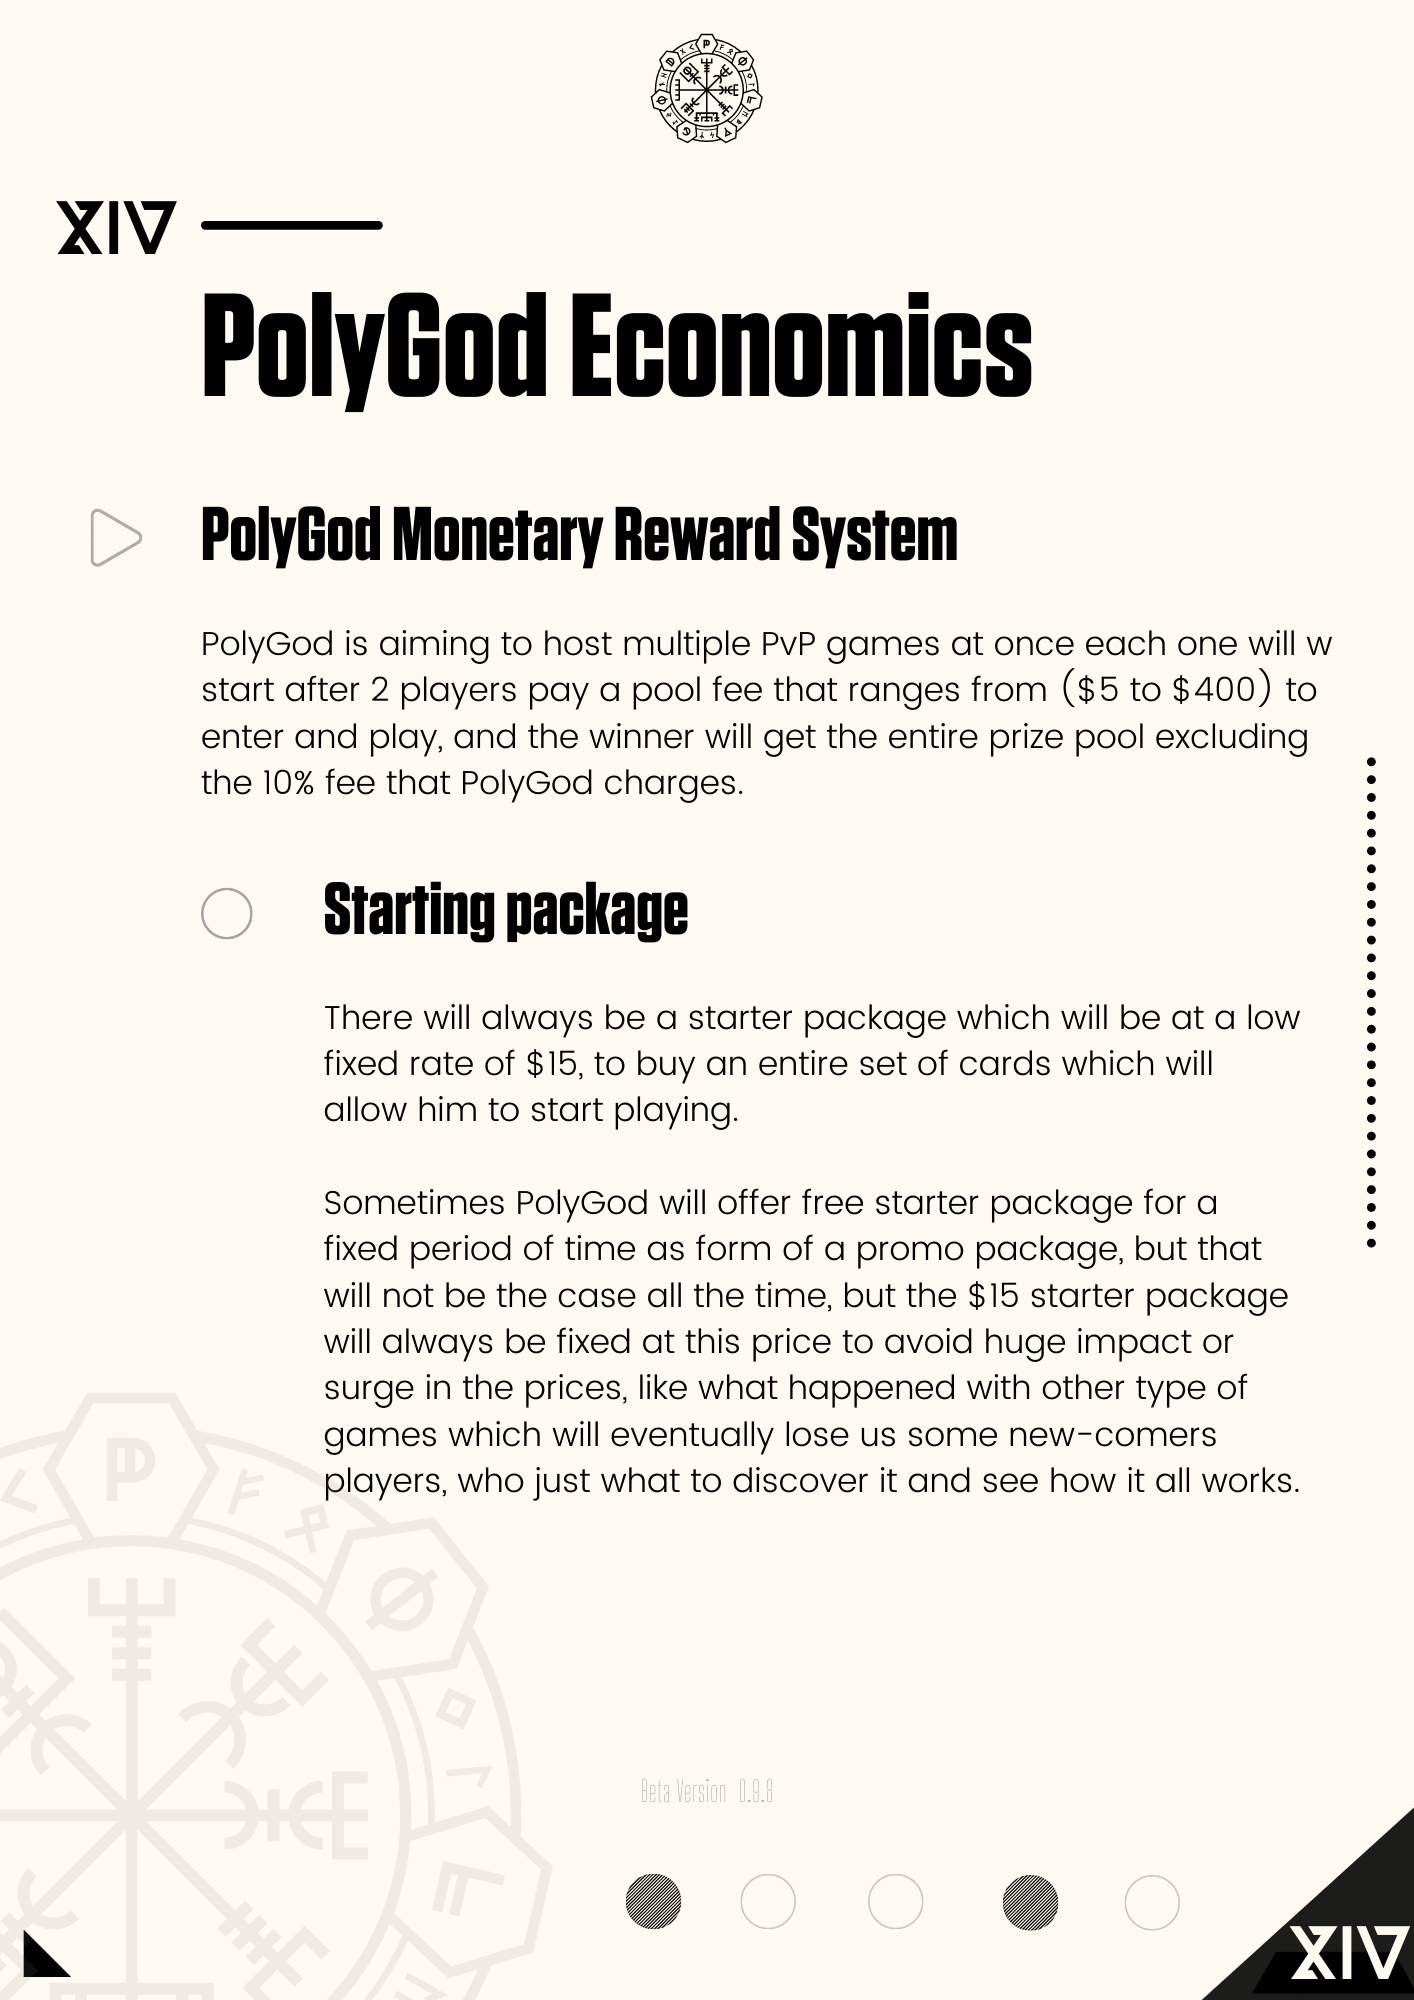 XIV
PolyGod Economics
PolyGod Monetary Reward System
PolyGod is aiming to host multiple PvP games at once each one will w
start after 2 players pay a pool fee that ranges from ($5 to $400) to
enter and play, and the winner will get the entire prize pool excluding
the 10% fee that PolyGod charges.
Starting package
There will always be a starter package which will be at a low
fixed rate of $15, to buy an entire set of cards which will
allow him to start playing.
Sometimes PolyGod will offer free starter package for a
fixed period of time as form of a promo package, but that
will not be the case all the time, but the $15 starter package
will always be fixed at this price to avoid huge impact or
surge in the prices, like what happened with other type of
games which will eventually lose us some new-comers
players, who just what to discover it and see how it all works.
Beta Version 0.9.8
XIV